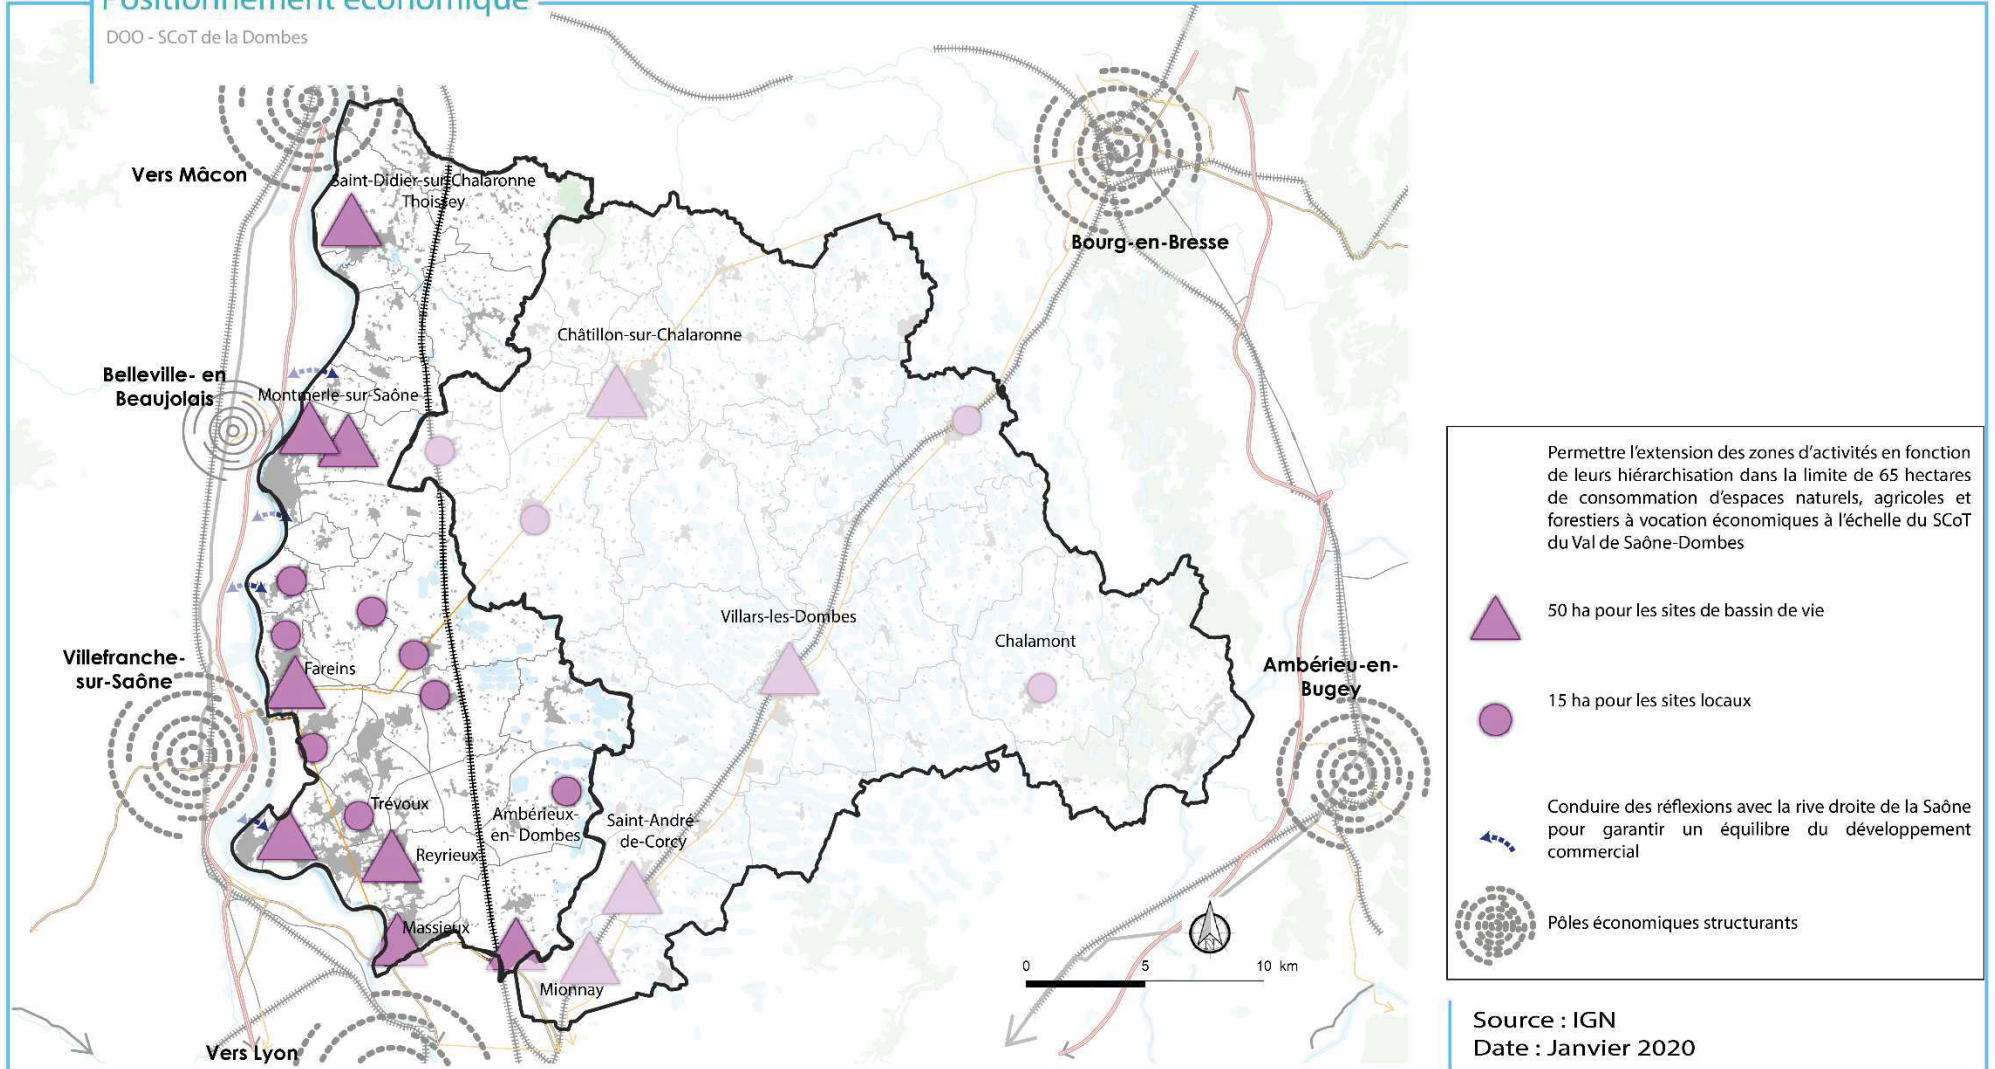 Positionnement économique
DOO - SCoT de la Dombes
Vers Mâcon
Saint-Didier-sur-Chalaronne
Thoissey
Bourg-en-Bresse
Châtillon-sur-Chalaronne
Belleville- en
Beaujolais
Montmerle-sur-Saône
Villars-les-Dombes
Chalamont
Villefranche-
sur-Saône
Fareins
Ambérieu-en-
Bugey
Trévoux
Ambérieux-
en- Dombes
Saint-André
de-Corcy
Reyrieux
Massieux
Mionnay
Vers Lyon
N
0 5 10 km
Permettre l'extension des zones d'activités en fonction
de leurs hiérarchisation dans la limite de 65 hectares
de consommation d'espaces naturels, agricoles et
forestiers à vocation économiques à l'échelle du SCoT
du Val de Saône-Dombes
50 ha pour les sites de bassin de vie
15 ha pour les sites locaux
Conduire des réflexions avec la rive droite de la Saône
pour garantir un équilibre du développement
commercial
Pôles économiques structurants
Source : IGN
Date : Janvier 2020